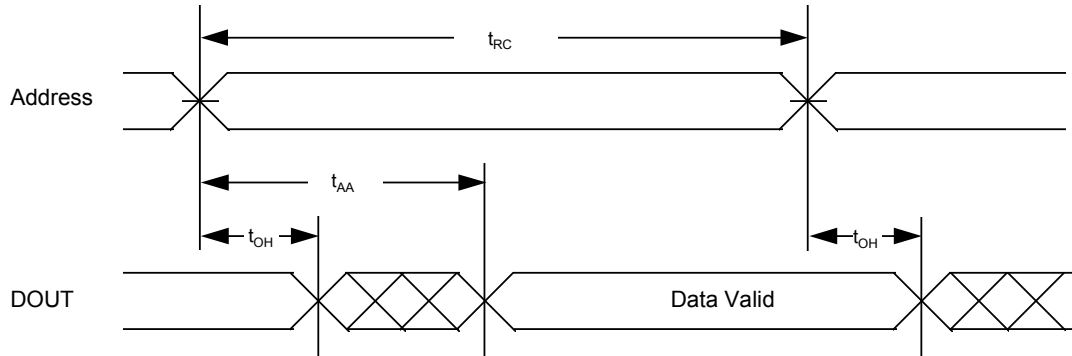 tRC
Address
tAA
tOH
tOH
DOUT
Data Valid